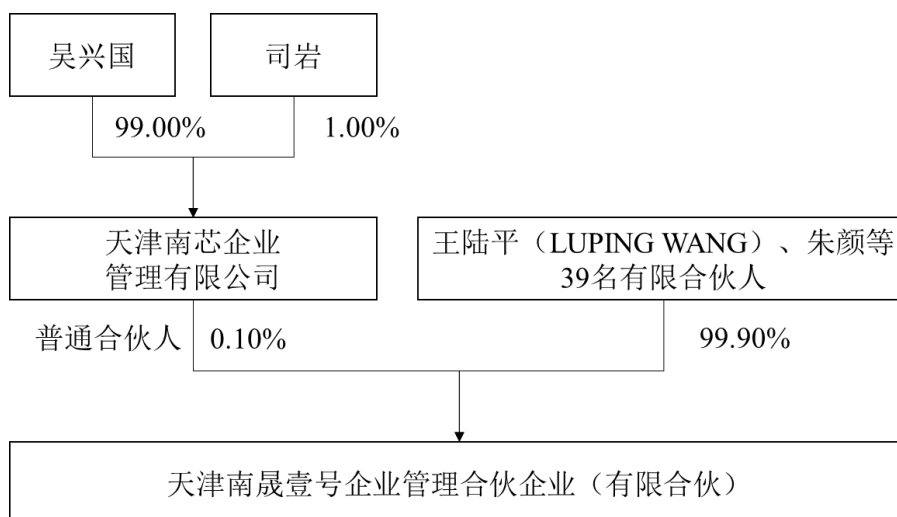 吴兴国
司岩
99.00%
1.00%
天津南芯企业
管理有限公司
王陆平（LUPING WANG）、朱颜等
39名有限合伙人
普通合伙人
0.10%
99.90%
天津南晟壹号企业管理合伙企业（有限合伙）